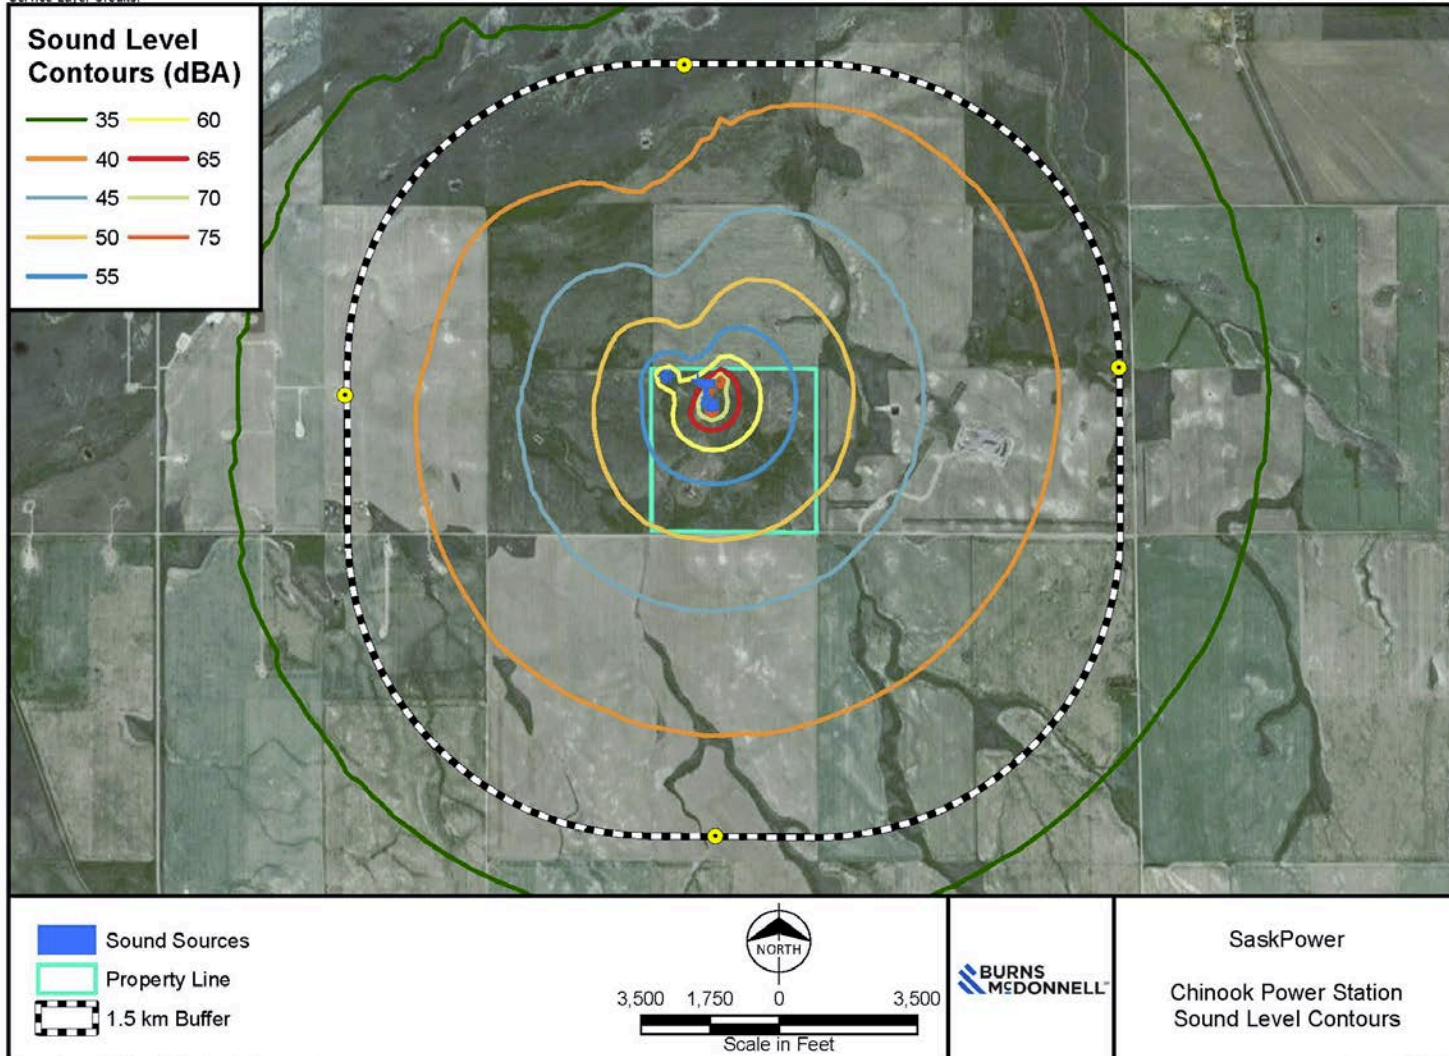 Sound Level
Contours (dBA)
35 60
40 65
45 70
50 75
55
Sound Sources
Property Line
1.5 km Buffer
NORTH
3,500 1,750 0 3,500
Scale in Feet
BURNS
McDONNELL
SaskPower
Chinook Power Station
Sound Level Contours